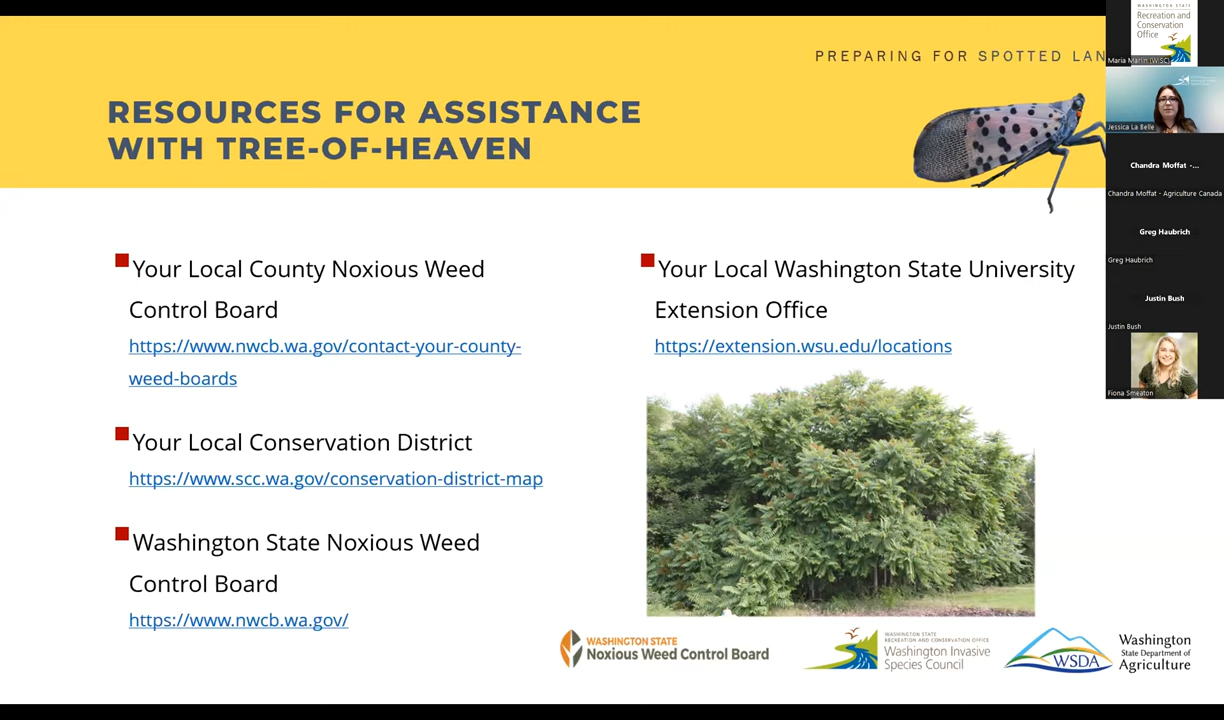 PREPARING FOR SPOTTED LAN
RESOURCES FOR ASSISTANCE
WITH TREE-OF-HEAVEN
Your Local County Noxious Weed
Control Board
https://www.nwcb.wa.gov/contact-your-county-
weed-boards
Your Local Conservation District
https://www.scc.wa.gov/conservation-district-map
Washington State Noxious Weed
Control Board
https://www.nwcb.wa.gov/
Your Local Washington State University
Extension Office
https://extension.wsu.edu/locations
WASHINGTON STATE
Noxious Weed Control Board
WASHINGTON STATE
RECREATION AND CONSERVATION OFFICE
Washington Invasive
Species Council
WSDA
Washington
State Department of
Agriculture
WASHINGTON STATE
Recreation and
Conservation
Office
Maria Marlin (WISC)
Jessica La Belle
Chandra Moffat -...
Chandra Moffat - Agriculture Canada
Greg Haubrich
Greg Haubrich
Justin Bush
Justin Bush
Fiona Smeaton